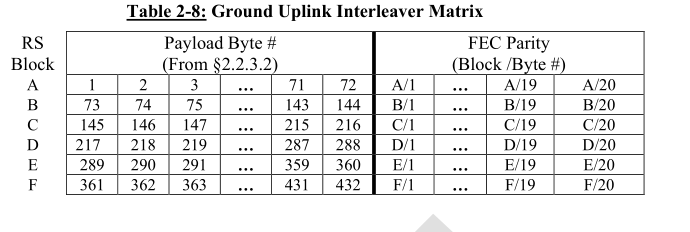 Table 2-8: Ground Uplink Interleaver Matrix
RS Block Payload Byte # (From §2.2.3.2) FEC Parity (Block /Byte #)
A 1 2 3 ... 71 72 A/1 ... A/19 A/20
B 73 74 75 ... 143 144 B/1 ... B/19 B/20
C 145 146 147 ... 215 216 C/1 ... C/19 C/20
D 217 218 219 ... 287 288 D/1 ... D/19 D/20
E 289 290 291 ... 359 360 E/1 ... E/19 E/20
F 361 362 363 ... 431 432 F/1 ... F/19 F/20